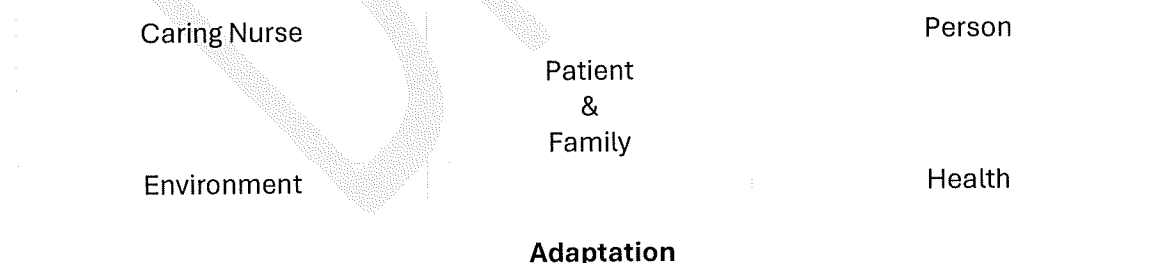 Caring Nurse
Person
Patient
&
Family
Environment
Health
Adaptation